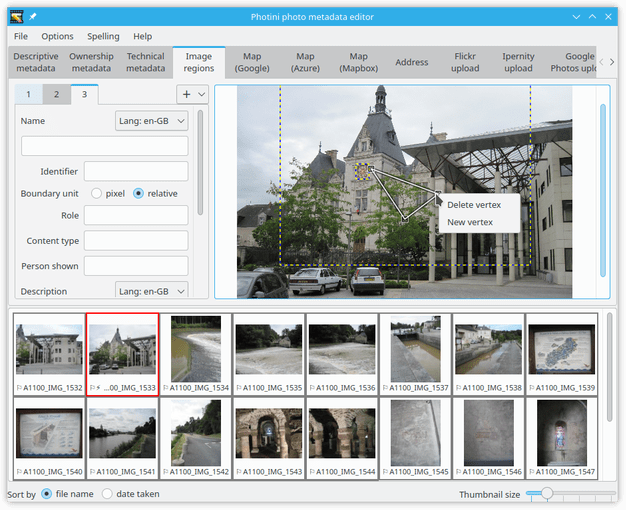 Photini photo metadata editor
File Options Spelling Help
Descriptive metadata
Ownership metadata
Technical metadata
Image regions
Map (Google)
Map (Azure)
Map (Mapbox)
Address
Flickr upload
Ipernity upload
Google Photos uplo
1 2 3
Name Lang: en-GB
Identifier
Boundary unit pixel relative
Role
Content type
Person shown
Description Lang: en-GB
Delete vertex
New vertex
A1100_IMG_1532
...00_IMG_1533
A1100_IMG_1534
A1100_IMG_1535
A1100_IMG_1536
A1100_IMG_1537
A1100_IMG_1538
A1100_IMG_1539
A1100_IMG_1540
A1100_IMG_1541
A1100_IMG_1542
A1100_IMG_1543
A1100_IMG_1544
A1100_IMG_1545
A1100_IMG_1546
A1100_IMG_1547
Sort by file name date taken Thumbnail size